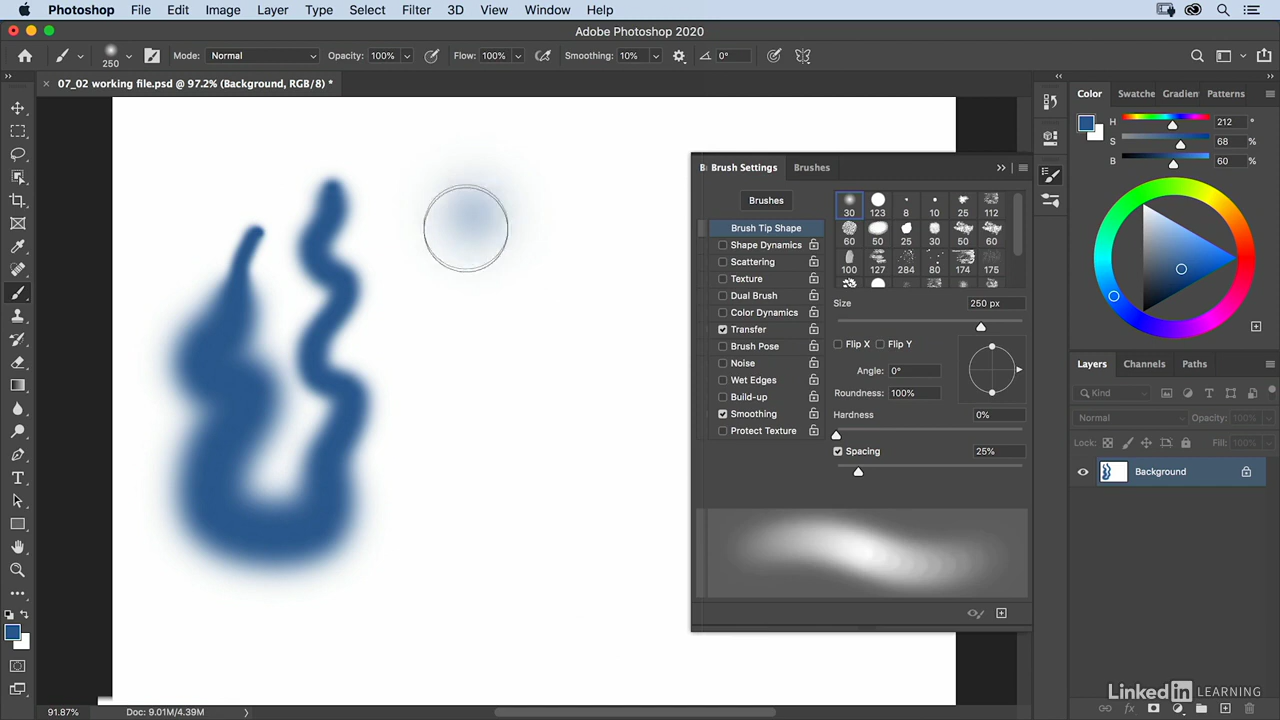 Photoshop File Edit Image Layer Type Select Filter 3D View Window Help
Adobe Photoshop 2020
250 Mode: Normal Opacity: 100% Flow: 100% Smoothing: 10% 0°
07_02 working file.psd @ 97.2% (Background, RGB/8) *
Color Swatche Gradien Patterns
H 212 °
S 68 %
B 60 %
B Brush Settings Brushes
Brushes
30 123 8 10 25 112
60 50 25 30 50 60
100 127 284 80 174 175
Brush Tip Shape
Shape Dynamics
Scattering
Texture
Dual Brush
Color Dynamics
Transfer
Brush Pose
Noise
Wet Edges
Build-up
Smoothing
Protect Texture
Size 250 px
Flip X Flip Y
Angle: 0°
Roundness: 100%
Hardness 0%
Spacing 25%
Layers Channels Paths
Kind
Normal Opacity: 100%
Lock: Fill: 100%
Background
91.87% Doc: 9.01M/4.39M
LinkedIn LEARNING